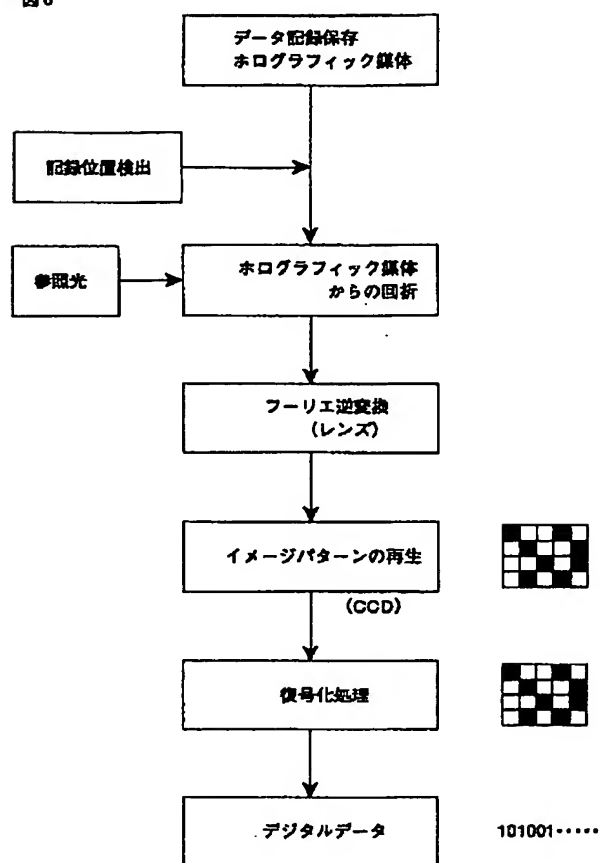 図6
データ記録保存
ホログラフィック媒体
記録位置検出
参照光
ホログラフィック媒体
からの回折
フーリエ逆変換
(レンズ)
イメージパターンの再生
(CCD)
復号化処理
デジタルデータ
101001・・・・・